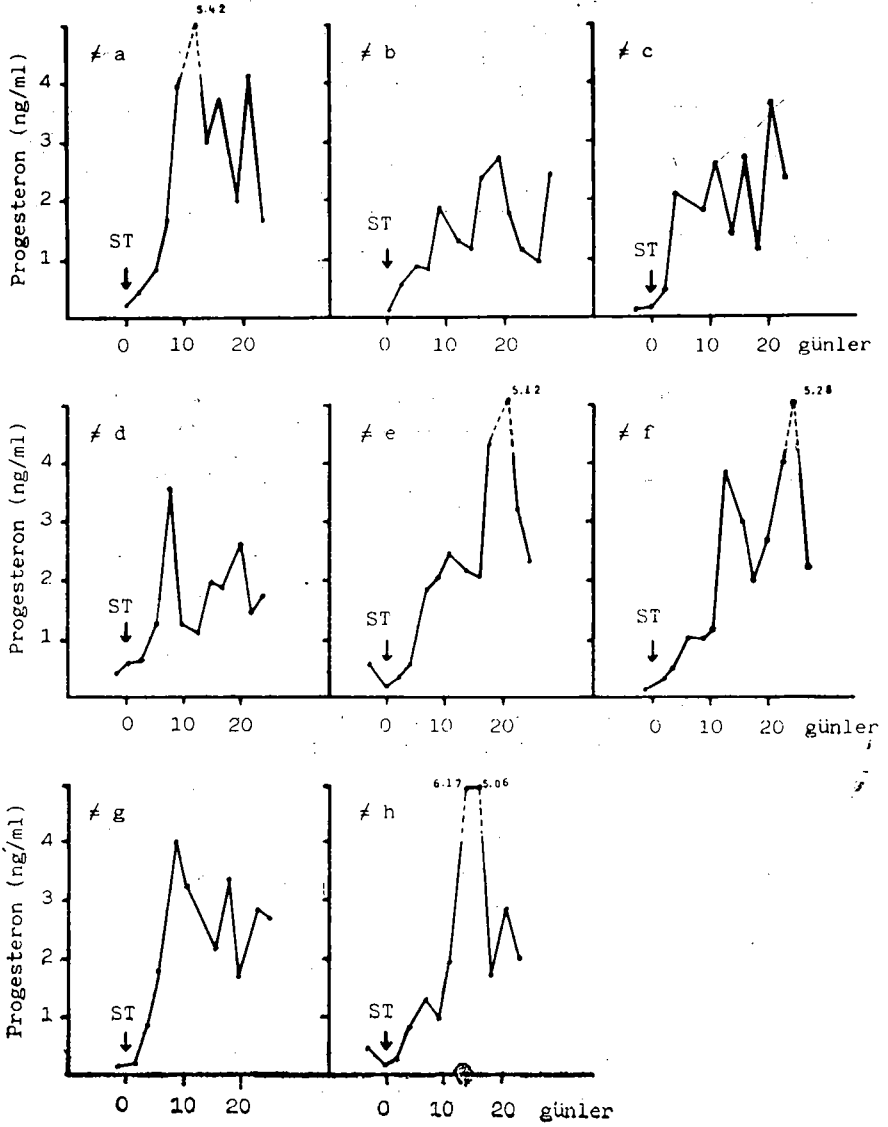 5.42
≠ a
≠ b
≠ c
Progesteron (ng/ml)
4
3
2
1
ST
ST
ST
0 10 20
0 10 20
0 10 20 günler
5.12
5.28
≠ d
≠ e
≠ f
Progesteron (ng/ml)
4
3
2
1
ST
ST
ST
0 10 20
0 10 20
0 10 20 günler
6.17 5.06
≠ g
≠ h
Progesteron (ng/ml)
4
3
2
1
ST
ST
0 10 20
0 10 20 günler